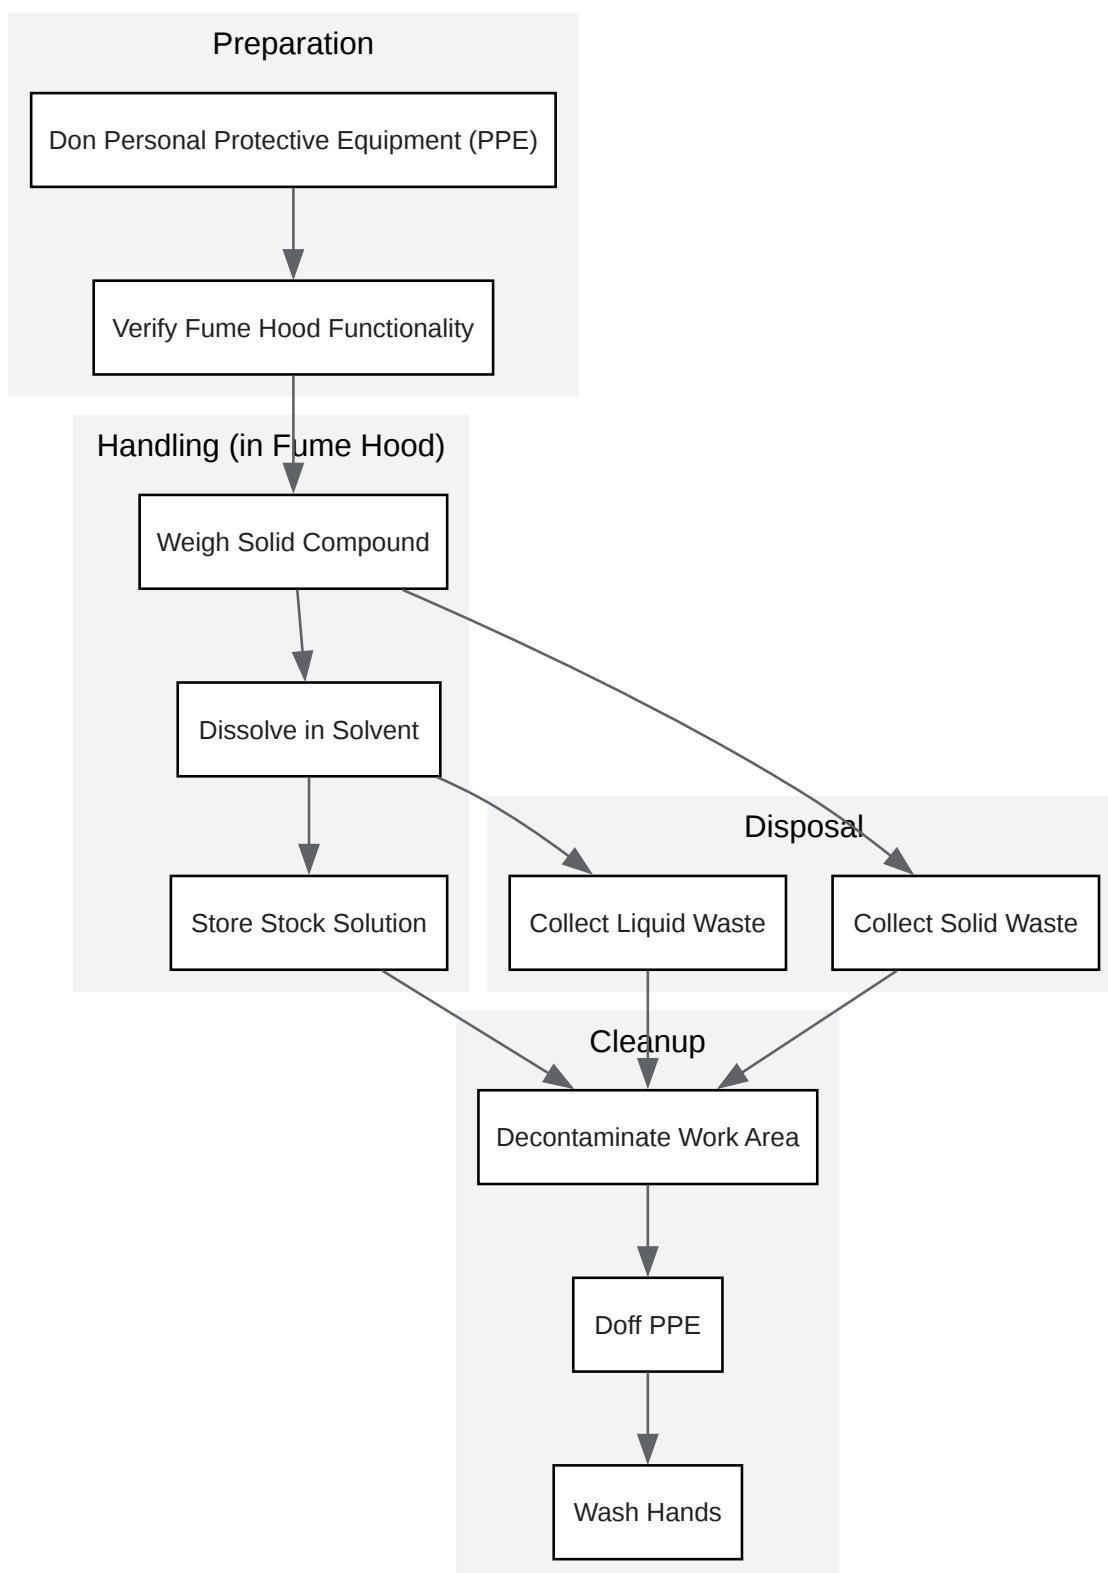 Preparation
Don Personal Protective Equipment (PPE)
Verify Fume Hood Functionality
Handling (in Fume Hood)
Weigh Solid Compound
Dissolve in Solvent
Disposal
Store Stock Solution
Collect Liquid Waste
Collect Solid Waste
Cleanup
Decontaminate Work Area
Doff PPE
Wash Hands